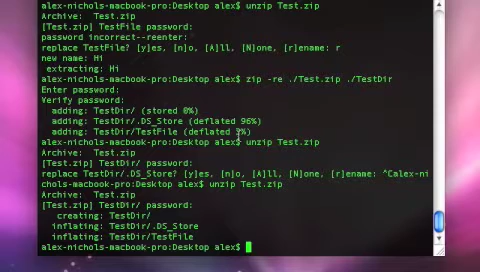 alex-nichols-macbook-pro:Desktop alex$ unzip Test.zip
Archive:  Test.zip
[Test.zip] TestFile password:
password incorrect--reenter:
replace TestFile? [y]es, [n]o, [A]ll, [N]one, [r]ename: r
new name: Hi
 extracting: Hi
alex-nichols-macbook-pro:Desktop alex$ zip -re ./Test.zip ./TestDir
Enter password:
Verify password:
  adding: TestDir/ (stored 0%)
  adding: TestDir/.DS_Store (deflated 96%)
  adding: TestDir/TestFile (deflated 3%)
alex-nichols-macbook-pro:Desktop alex$ unzip Test.zip
Archive:  Test.zip
[Test.zip] TestDir/ password:
replace TestDir/.DS_Store? [y]es, [n]o, [A]ll, [N]one, [r]ename: ^Calex-ni
chols-macbook-pro:Desktop alex$ unzip Test.zip
Archive:  Test.zip
[Test.zip] TestDir/ password:
   creating: TestDir/
  inflating: TestDir/.DS_Store
  inflating: TestDir/TestFile
alex-nichols-macbook-pro:Desktop alex$